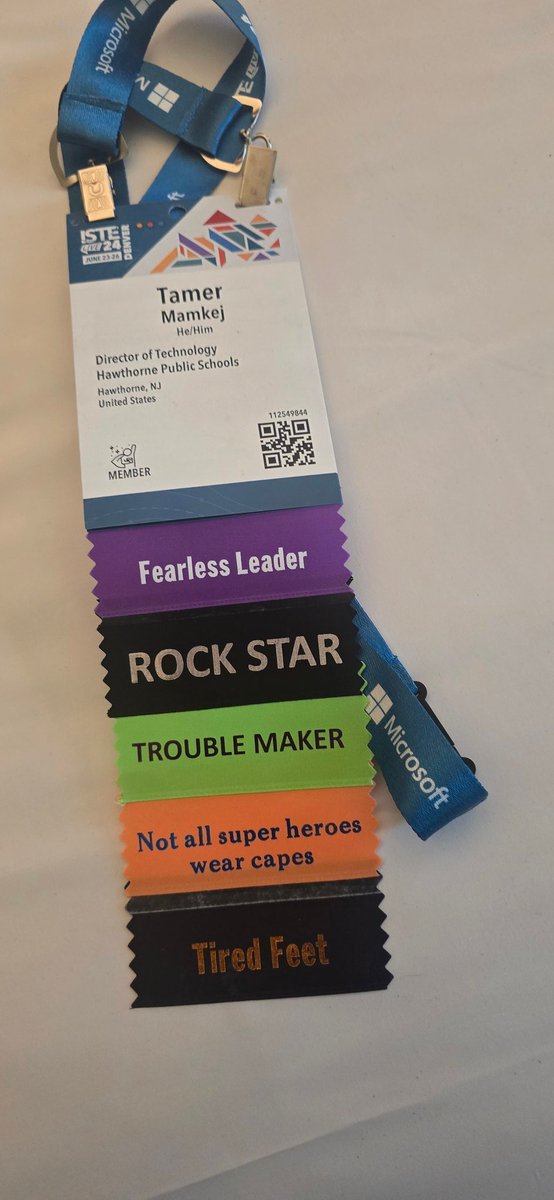 Microsoft
ISTE
LIVE 24
DENVER
JUNE 23-26
Tamer
Mamkej
He/Him
Director of Technology
Hawthorne Public Schools
Hawthorne, NJ
United States
112549844
MEMBER
Fearless Leader
ROCK STAR
TROUBLE MAKER
Microsoft
Not all super heroes
wear capes
Tired Feet